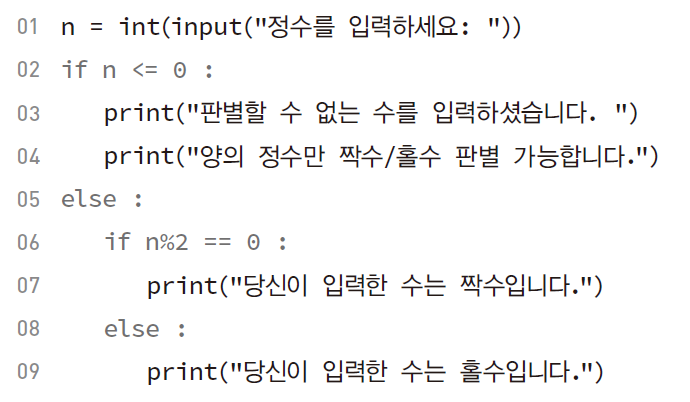 01 n = int(input("정수를 입력하세요: "))
02 if n <= 0 :
03 print("판별할 수 없는 수를 입력하셨습니다. ")
04 print("양의 정수만 짝수/홀수 판별 가능합니다.")
05 else :
06 if n%2 == 0 :
07 print("당신이 입력한 수는 짝수입니다.")
08 else :
09 print("당신이 입력한 수는 홀수입니다.")